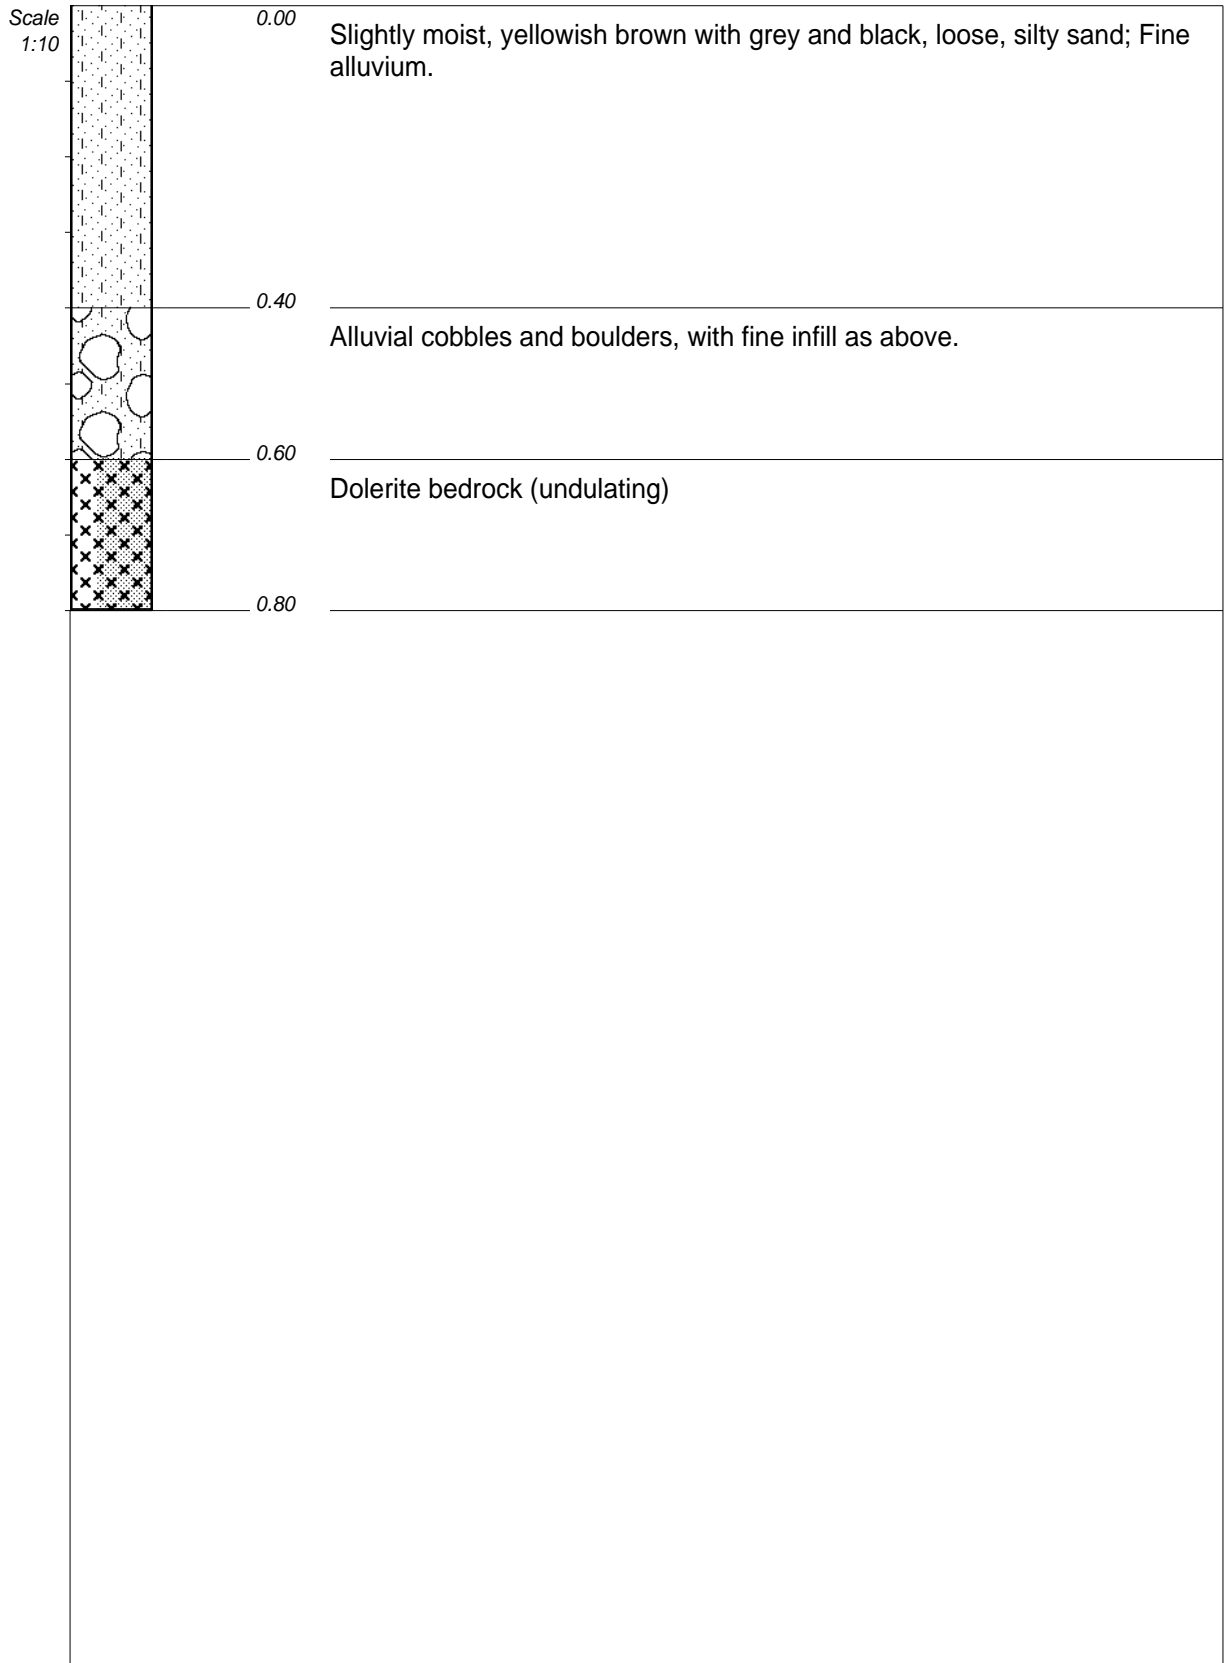 Scale
1:10
0.00
Slightly moist, yellowish brown with grey and black, loose, silty sand; Fine
alluvium.
0.40
Alluvial cobbles and boulders, with fine infill as above.
0.60
Dolerite bedrock (undulating)
0.80